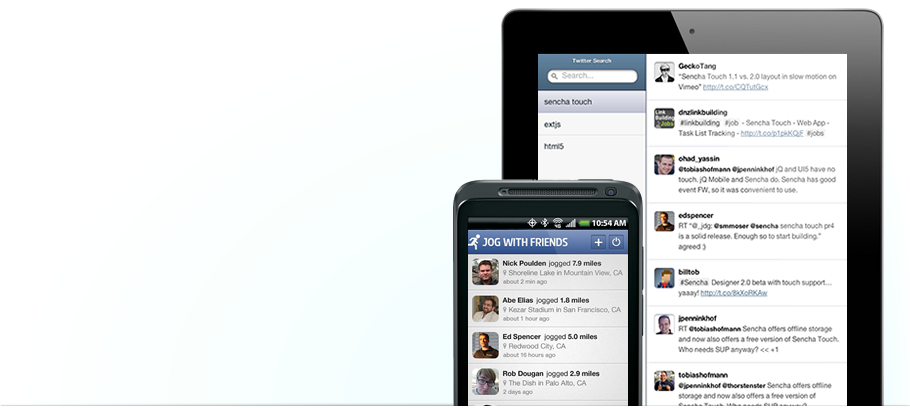 Twitter Search
Search...
sencha touch
extjs
html5
GeckoTang
"Sencha Touch 1.1 vs. 2.0 layout in slow motion on
Vimeo" http://t.co/CQTutGcx
dnzlinkbuilding
#linkbuilding #job - Sencha Touch - Web App -
Task List Tracking - http://t.co/p1pkKQjF #jobs
ohad_yassin
@tobiashofmann @jpenninkhof jQ and UI5 have no
touch. jQ Mobile and Sencha do. Sencha has good
event FW, so it was convenient to use.
edspencer
RT "@_jdg: @smmoser @sencha sencha touch pr4
is a solid release. Enough so to start building."
agreed :)
billtob
#Sencha Designer 2.0 beta with touch support...
yaaay! http://t.co/8kXoRKAw
jpenninkhof
RT @tobiashofmann Sencha offers offline storage
and now also offers a free version of Sencha Touch.
Who needs SUP anyway? << +1
tobiashofmann
@jpenninkhof @thorstenster Sencha offers offline
storage and now also offers a free version of Sencha
Touch. Who needs SUP anyway?
10:54 AM
JOG WITH FRIENDS
Nick Poulden jogged 7.9 miles
Shoreline Lake in Mountain View, CA
about 2 min ago
Abe Elias jogged 1.8 miles
Kezar Stadium in San Francisco, CA
about 1 hour ago
Ed Spencer jogged 5.0 miles
Redwood City, CA
about 16 hours ago
Rob Dougan jogged 2.9 miles
The Dish in Palo Alto, CA
2 days ago